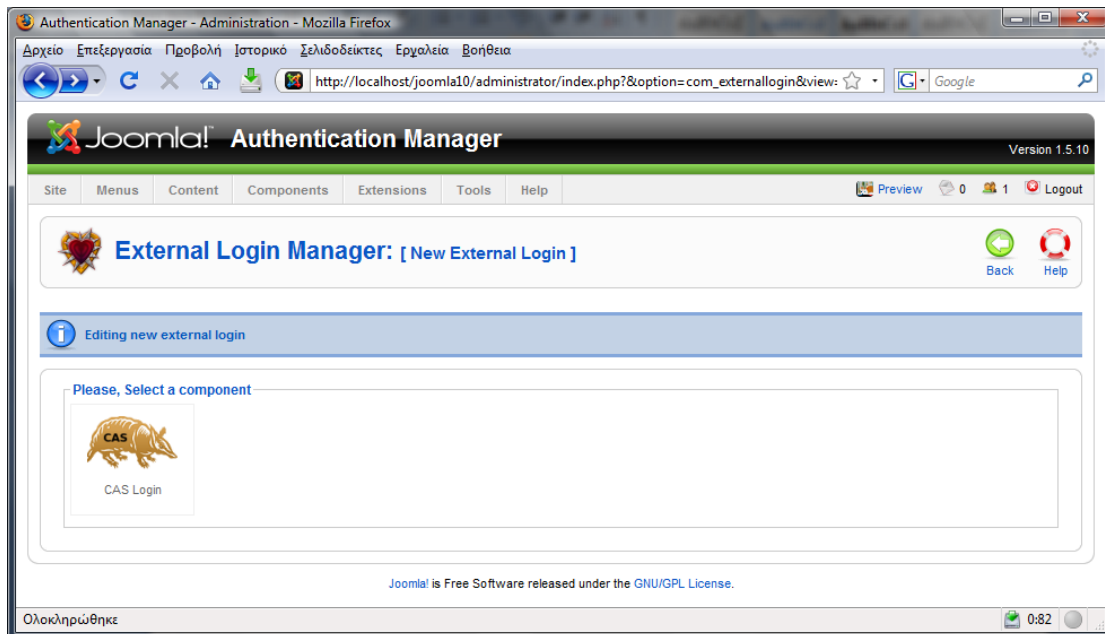 Authentication Manager - Administration - Mozilla Firefox
Αρχείο Επεξεργασία Προβολή Ιστορικό Σελιδοδείκτες Εργαλεία Βοήθεια
http://localhost/joomla10/administrator/index.php?&option=com_externallogin&view: G Google
Joomla! Authentication Manager
Version 1.5.10
Site Menus Content Components Extensions Tools Help Preview 0 1 Logout
External Login Manager: [ New External Login ]
Back Help
Editing new external login
Please, Select a component
CAS
CAS Login
Joomla! is Free Software released under the GNU/GPL License.
Ολοκληρώθηκε 0:82